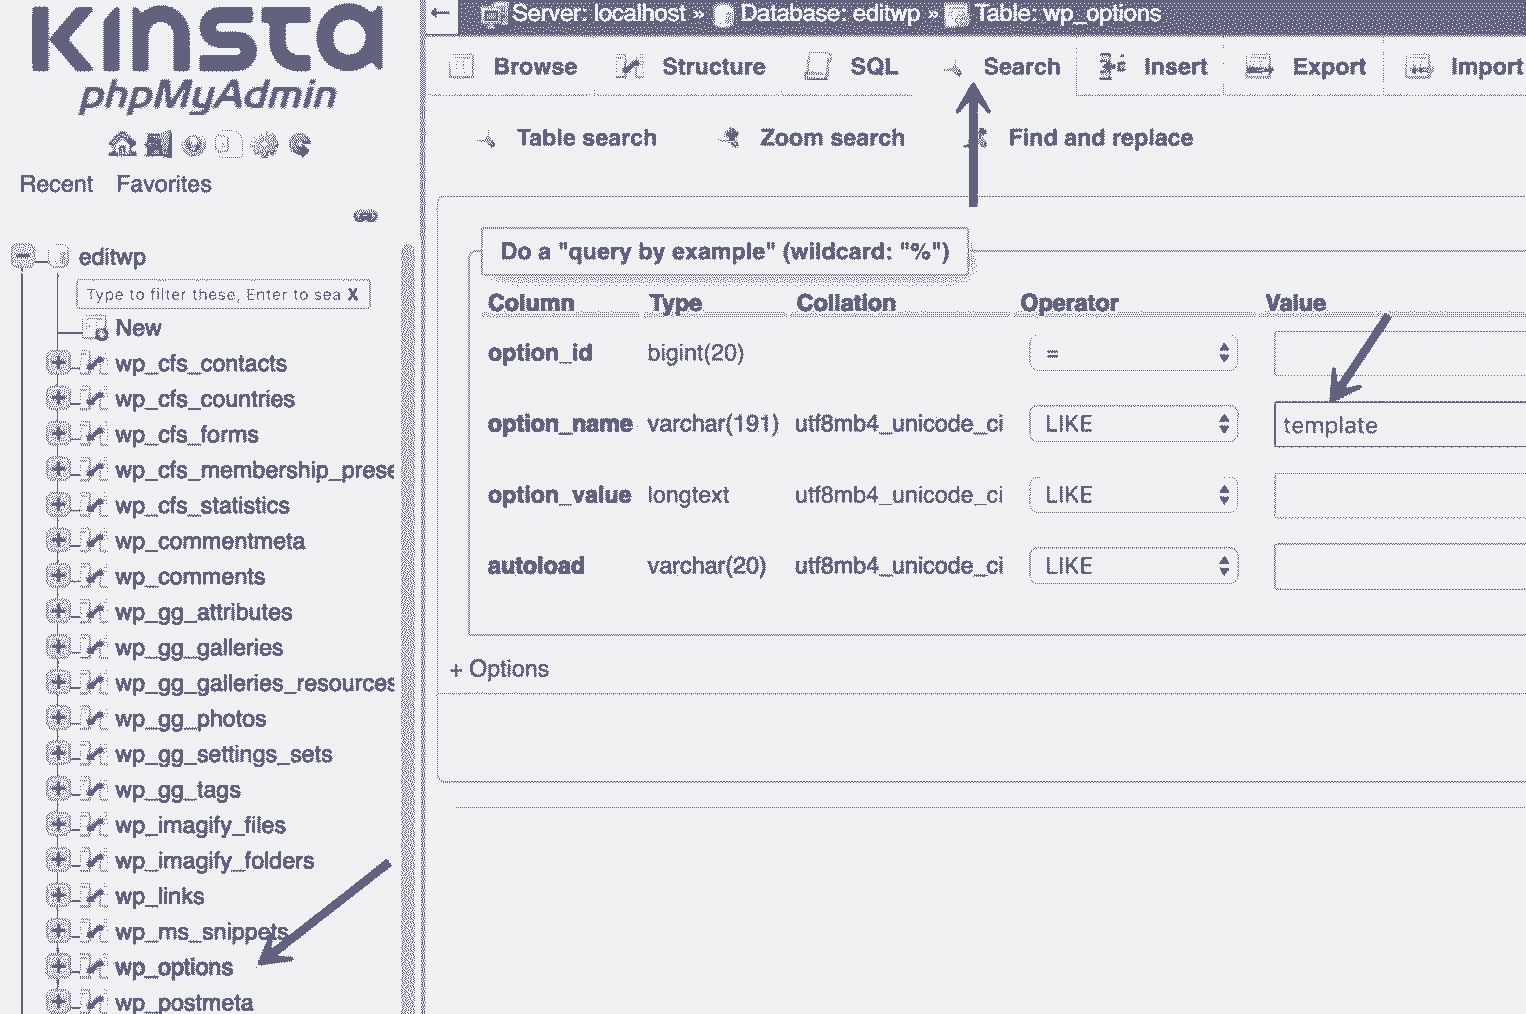 KINSTA
phpMyAdmin
Recent Favorites
editwp
Type to filter these, Enter to sea X
New
wp_cfs_contacts
wp_cfs_countries
wp_cfs_forms
wp_cfs_membership_prese
wp_cfs_statistics
wp_commentmeta
wp_comments
wp_gg_attributes
wp_gg_galleries
wp_gg_galleries_resources
wp_gg_photos
wp_gg_settings_sets
wp_gg_tags
wp_imagify_files
wp_imagify_folders
wp_links
wp_ms_snippets
wp_options
wp_postmeta
Server: localhost » Database: editwp » Table: wp_options
Browse Structure SQL Search Insert Export Import
Table search Zoom search Find and replace
Do a "query by example" (wildcard: "%")
Column Type Collation Operator Value
option_id bigint(20) =
option_name varchar(191) utf8mb4_unicode_ci LIKE template
option_value longtext utf8mb4_unicode_ci LIKE
autoload varchar(20) utf8mb4_unicode_ci LIKE
+ Options